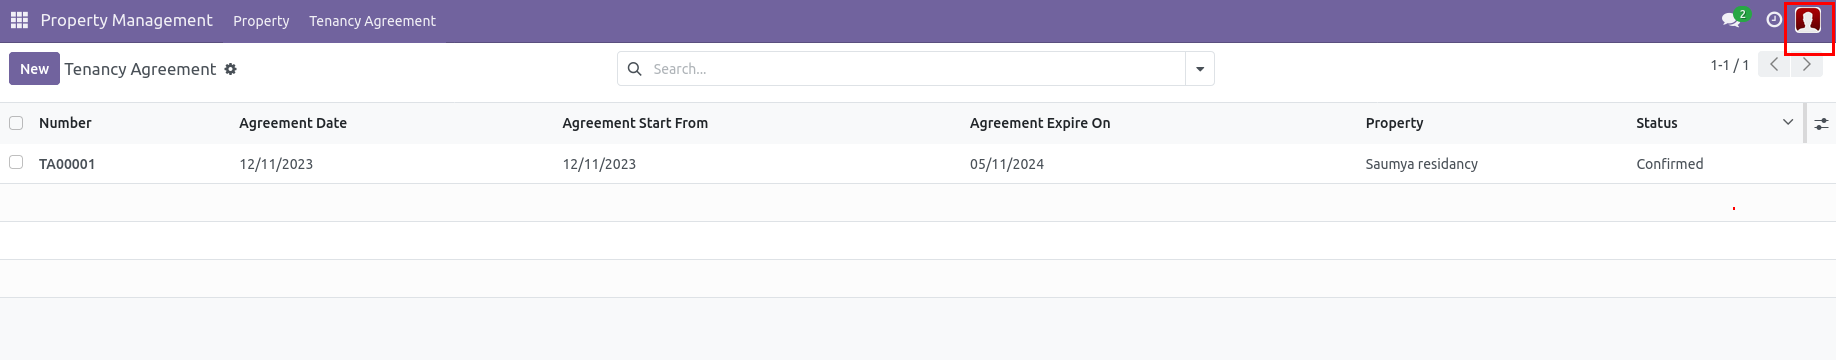 Property Management Property Tenancy Agreement 2
New Tenancy Agreement Search... 1-1 / 1
Number Agreement Date Agreement Start From Agreement Expire On Property Status
TA00001 12/11/2023 12/11/2023 05/11/2024 Saumya residancy Confirmed